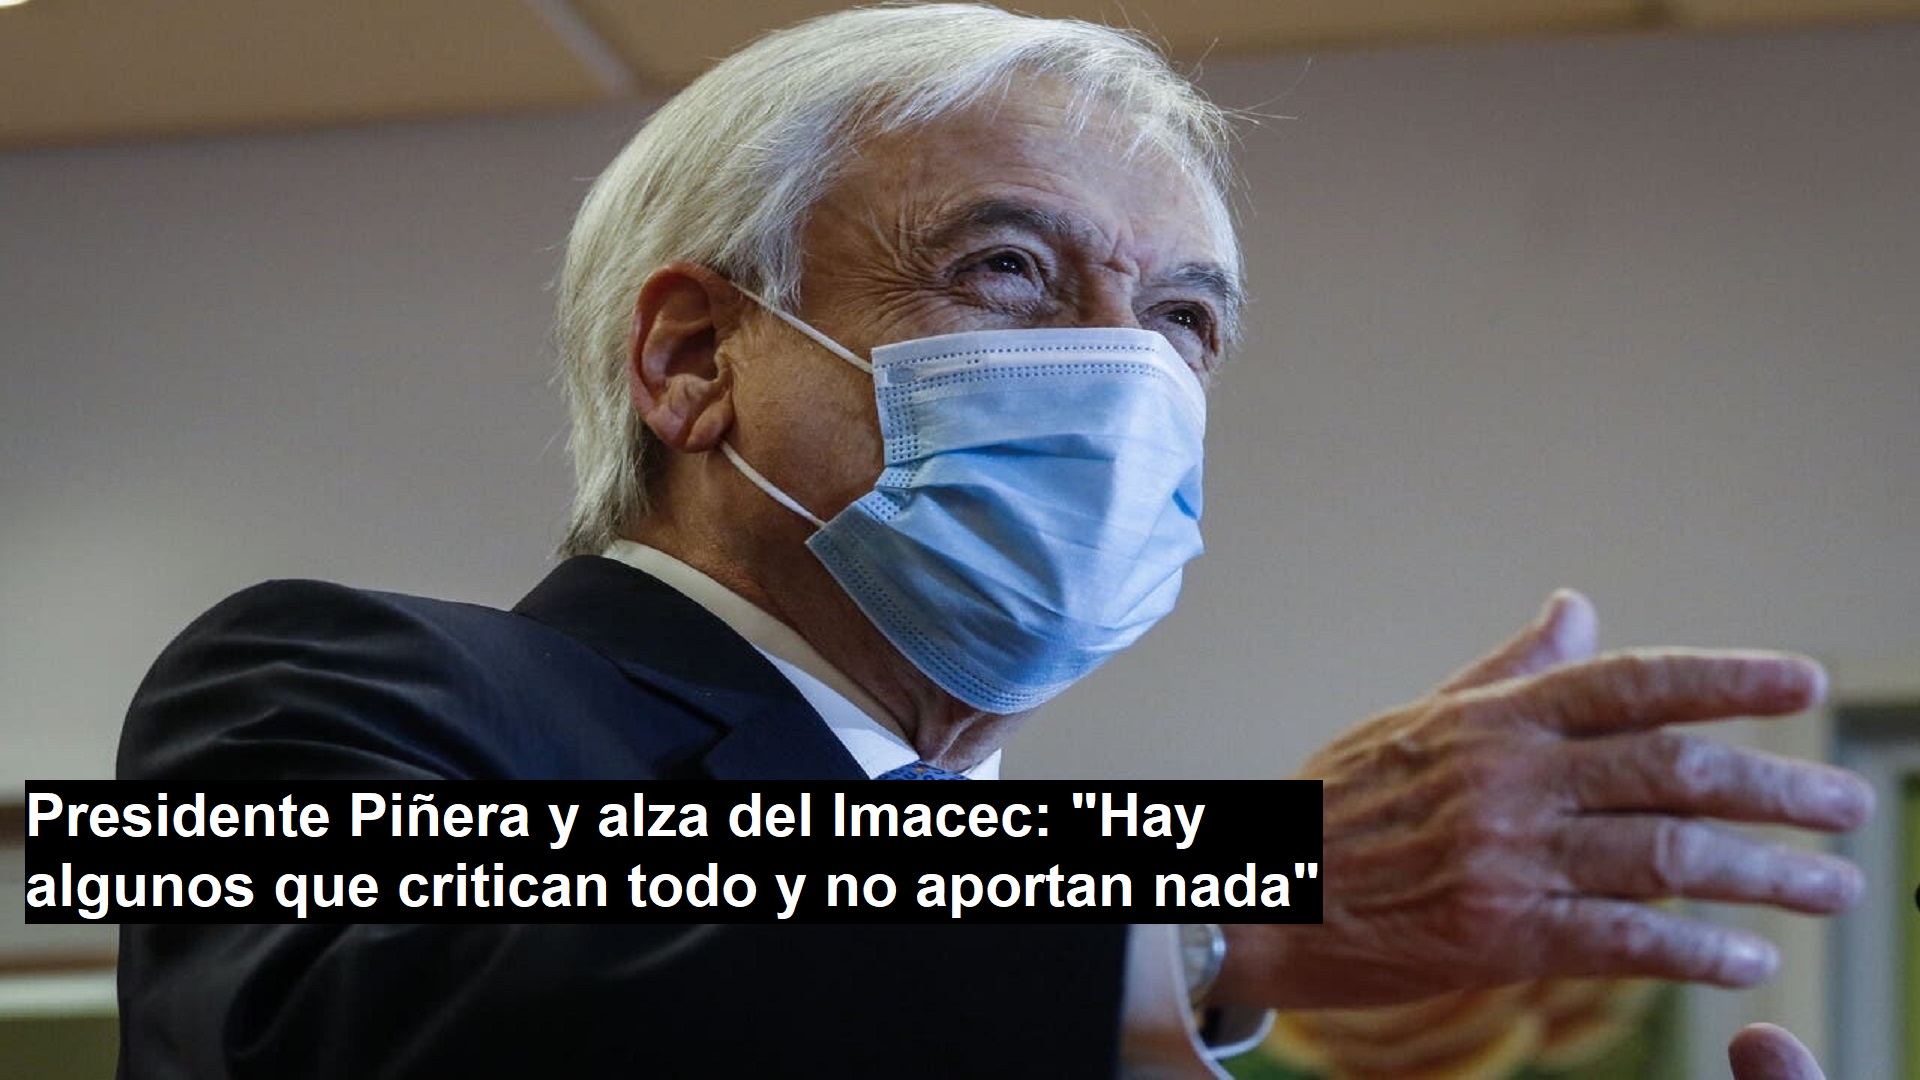 Presidente Piñera y alza del Imacec: "Hay
algunos que critican todo y no aportan nada"